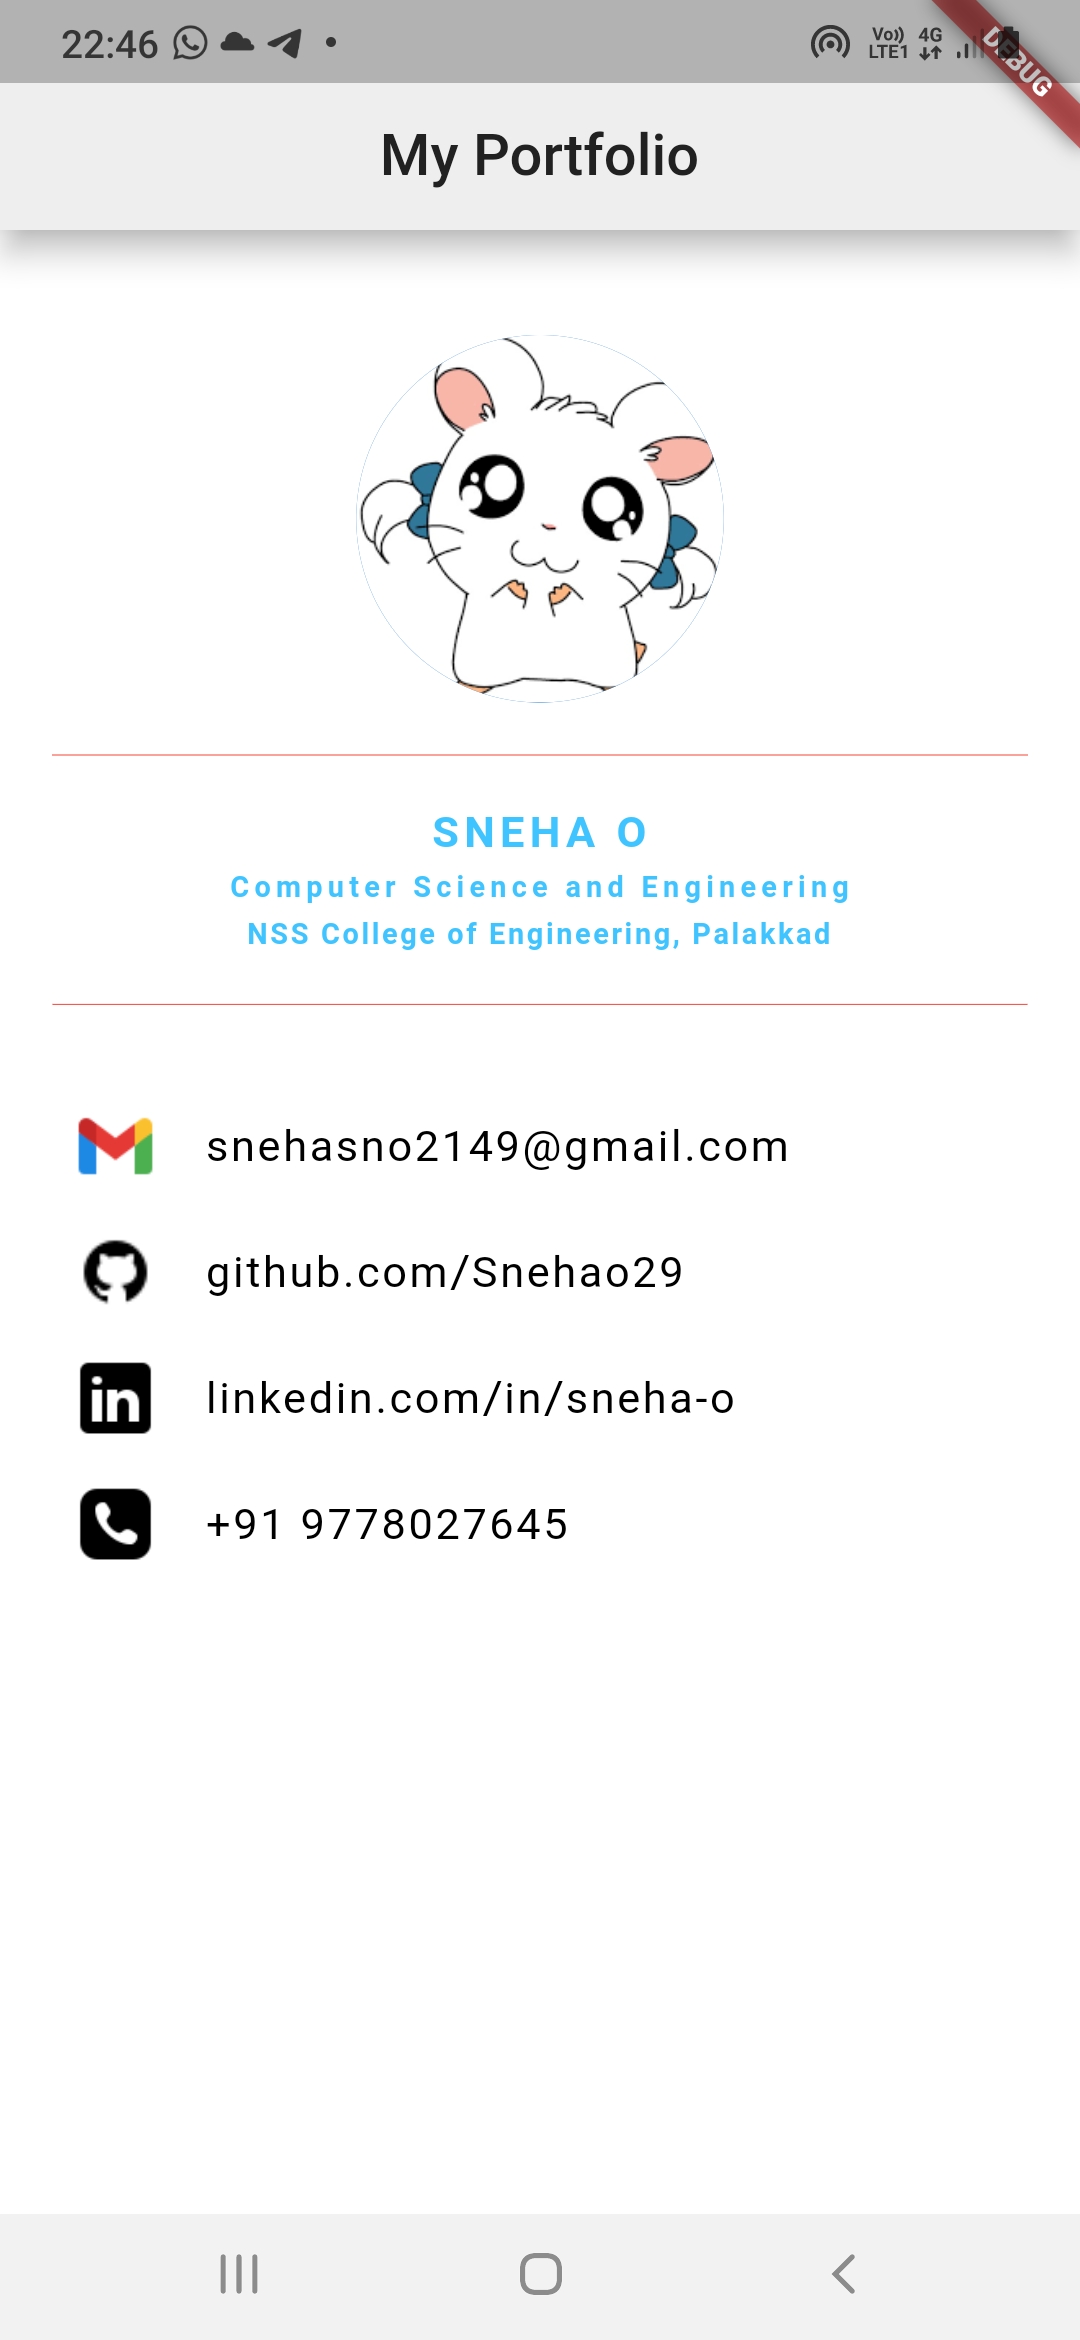 22:46
Vo)) LTE1 4G
DEBUG
My Portfolio
SNEHA O
Computer Science and Engineering
NSS College of Engineering, Palakkad
snehasno2149@gmail.com
github.com/Snehao29
in
linkedin.com/in/sneha-o
+91 9778027645